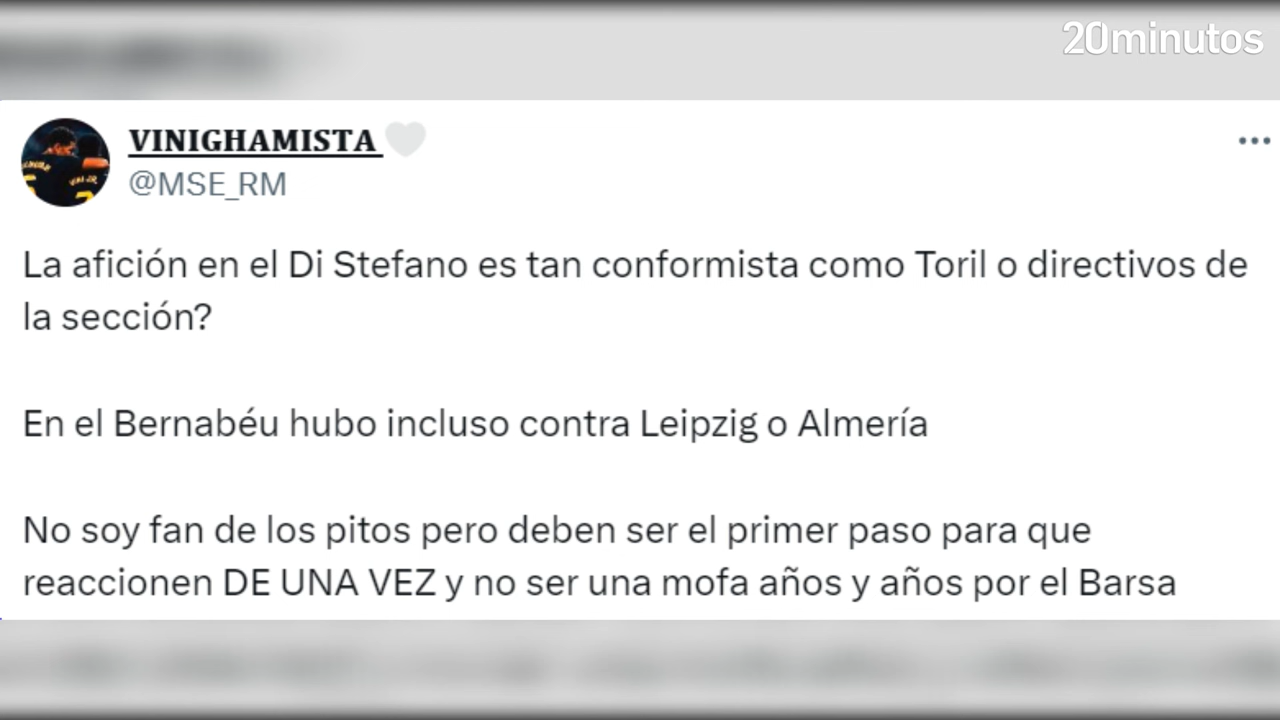 20minutos
VINIGHAMISTA
@MSE_RM
La afición en el Di Stefano es tan conformista como Toril o directivos de
la sección?
En el Bernabéu hubo incluso contra Leipzig o Almería
No soy fan de los pitos pero deben ser el primer paso para que
reaccionen DE UNA VEZ y no ser una mofa años y años por el Barsa